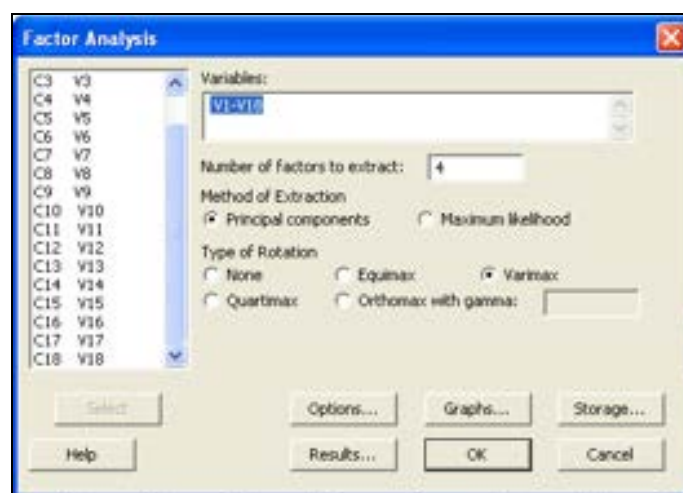 Factor Analysis
C3 V3
C4 V4
C5 V5
C6 V6
C7 V7
C8 V8
C9 V9
C10 V10
C11 V11
C12 V12
C13 V13
C14 V14
C15 V15
C16 V16
C17 V17
C18 V18
Variables:
V1-V18
Number of factors to extract: 4
Method of Extraction
Principal components Maximum likelihood
Type of Rotation
None Equimax Varimax
Quartimax Orthomax with gamma:
Select Options... Graphs... Storage...
Help Results... OK Cancel